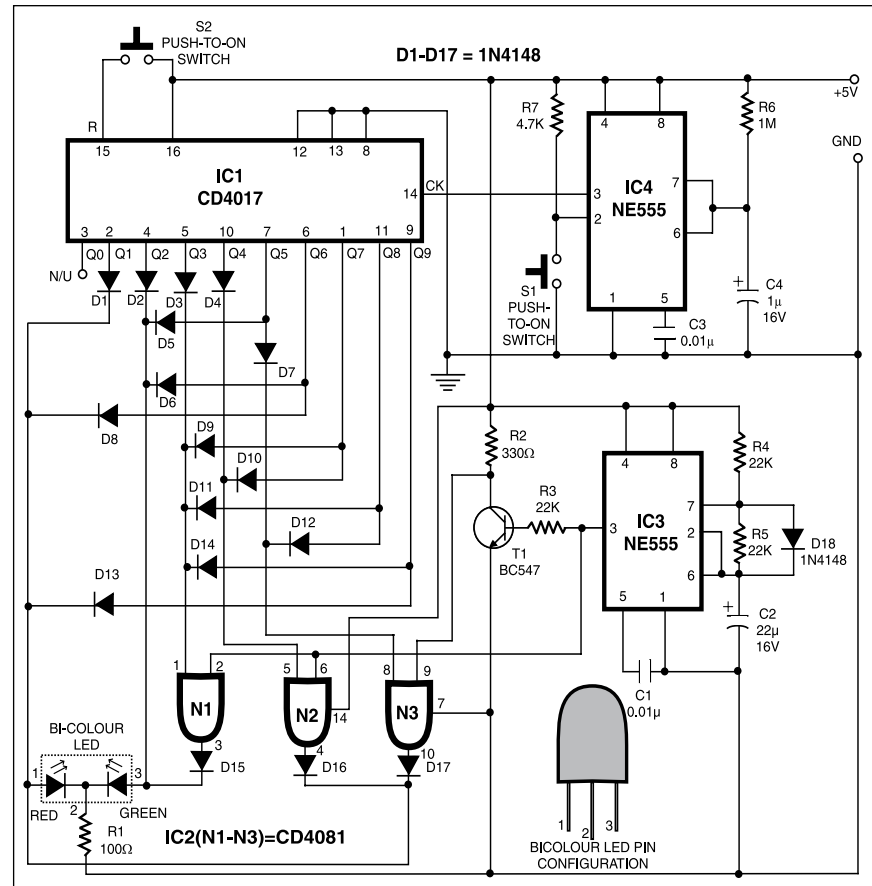 S2
PUSH-TO-ON
SWITCH
D1-D17 = 1N4148
+5V
GND
R7
4.7K
R6
1M
R
15
16
12
13
8
IC1
CD4017
14
CK
3
2
4
5
10
7
6
1
11
9
Q0
Q1
Q2
Q3
Q4
Q5
Q6
Q7
Q8
Q9
N/U
4
8
IC4
NE555
3
2
7
6
1
5
S1
PUSH-
TO-ON
SWITCH
C3
0.01µ
+
C4
1µ
16V
D1
D2
D3
D4
D5
D7
D6
D8
D9
D10
D11
D12
D14
D13
R2
330Ω
R3
22K
T1
BC547
4
8
IC3
NE555
3
7
2
6
5
1
R4
22K
R5
22K
D18
1N4148
+
C2
22µ
16V
C1
0.01µ
1
2
N1
3
D15
5
6
N2
14
4
D16
8
9
N3
7
10
D17
BI-COLOUR
LED
1
3
2
RED
GREEN
R1
100Ω
IC2(N1-N3)=CD4081
1
2
3
BICOLOUR LED PIN
CONFIGURATION